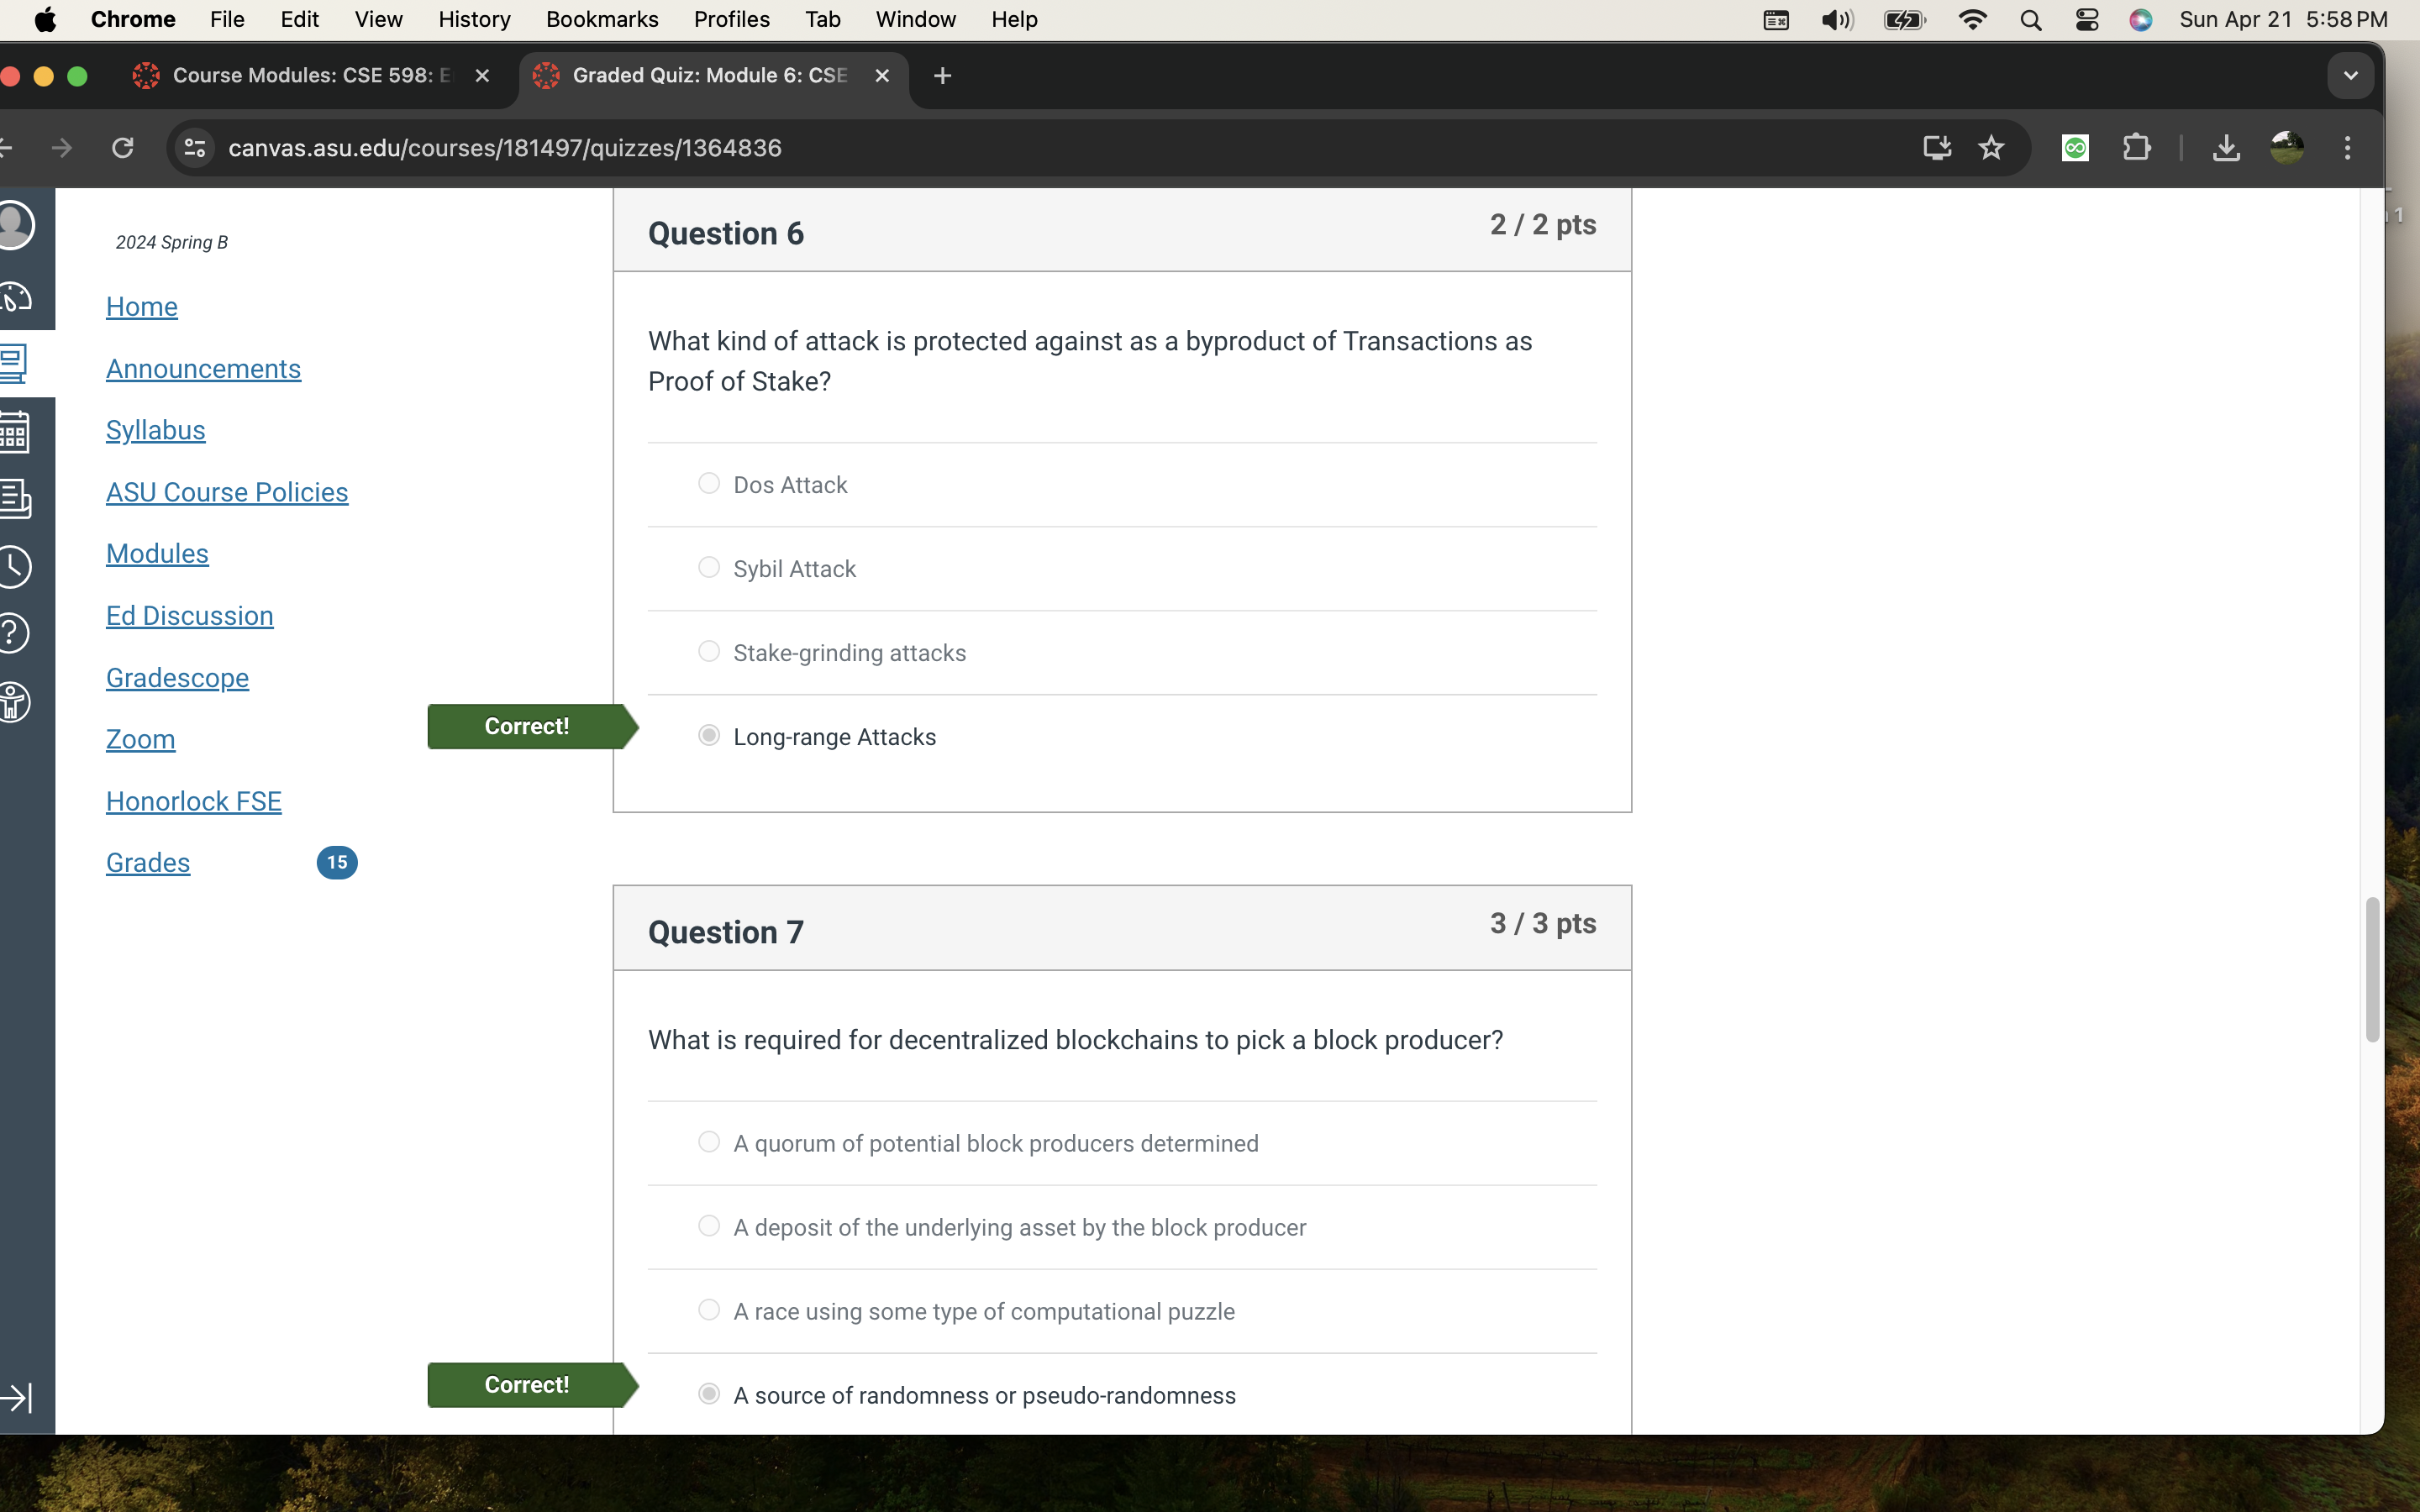 Chrome File Edit View History Bookmarks Profiles Tab Window Help Sun Apr 21 5:58 PM
Course Modules: CSE 598: E Graded Quiz: Module 6: CSE
canvas.asu.edu/courses/181497/quizzes/1364836
2024 Spring B
Home
Announcements
Syllabus
ASU Course Policies
Modules
Ed Discussion
Gradescope
Zoom
Honorlock FSE
Grades 15
Question 6 2 / 2 pts
What kind of attack is protected against as a byproduct of Transactions as
Proof of Stake?
Dos Attack
Sybil Attack
Stake-grinding attacks
Correct! Long-range Attacks
Question 7 3 / 3 pts
What is required for decentralized blockchains to pick a block producer?
A quorum of potential block producers determined
A deposit of the underlying asset by the block producer
A race using some type of computational puzzle
Correct! A source of randomness or pseudo-randomness